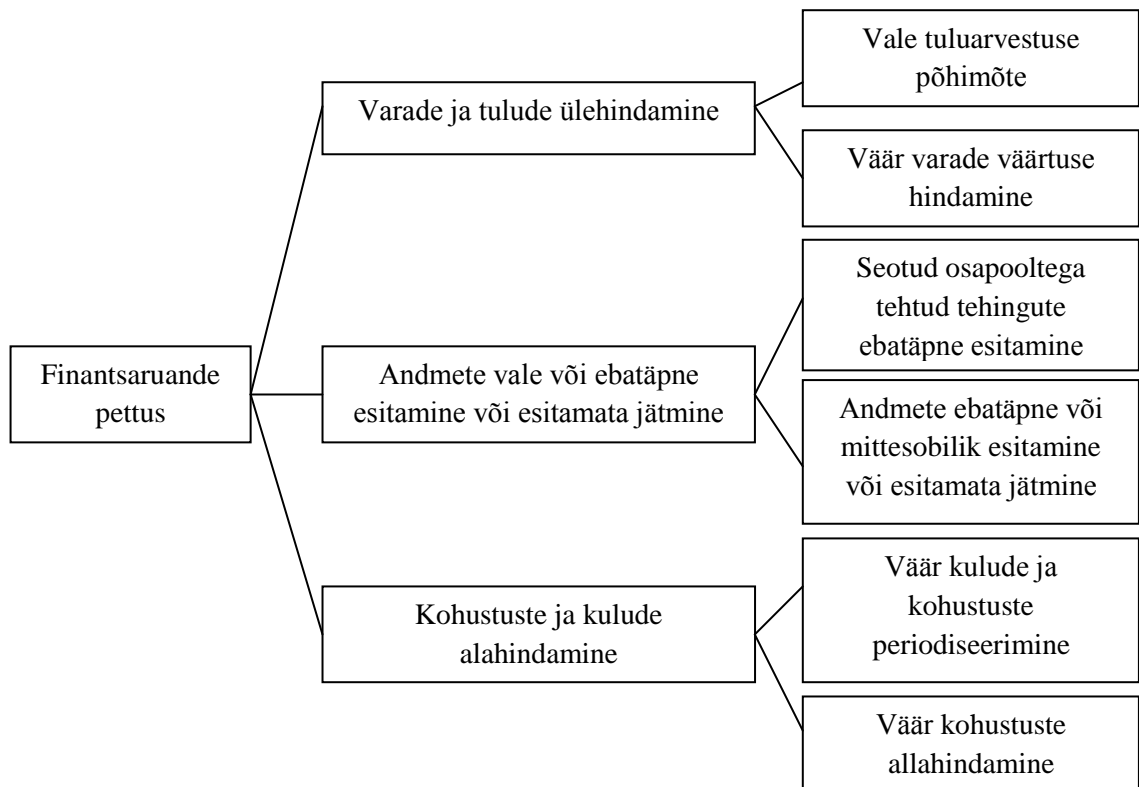 Finantsaruande
pettus
Varade ja tulude ülehindamine
Vale tuluarvestuse
põhimõte
Väär varade väärtuse
hindamine
Andmete vale või ebatäpne
esitamine või esitamata jätmine
Seotud osapooltega
tehtud tehingute
ebatäpne esitamine
Andmete ebatäpne või
mittesobilik esitamine
või esitamata jätmine
Kohustuste ja kulude
alahindamine
Väär kulude ja
kohustuste
periodiseerimine
Väär kohustuste
allahindamine